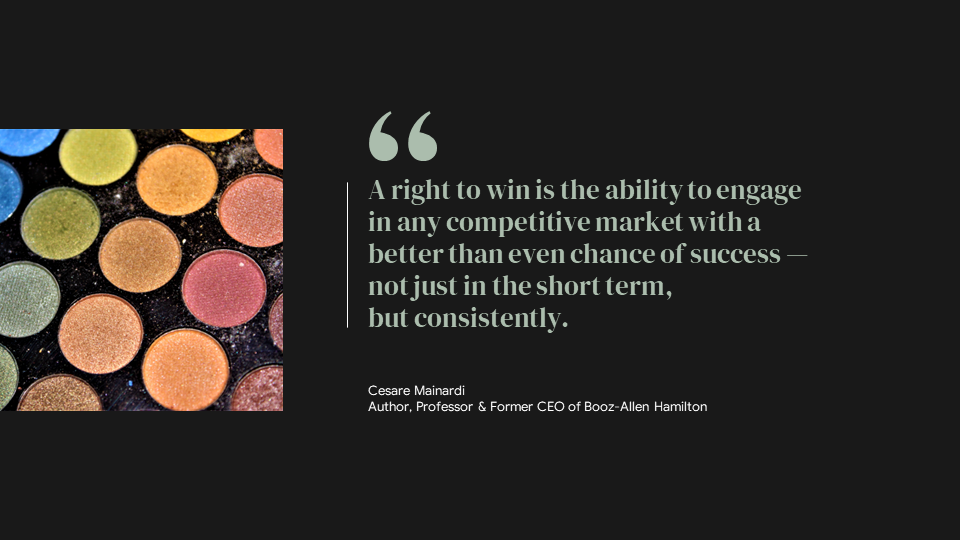 “
A right to win is the ability to engage
in any competitive market with a
better than even chance of success —
not just in the short term,
but consistently.
Cesare Mainardi
Author, Professor & Former CEO of Booz-Allen Hamilton